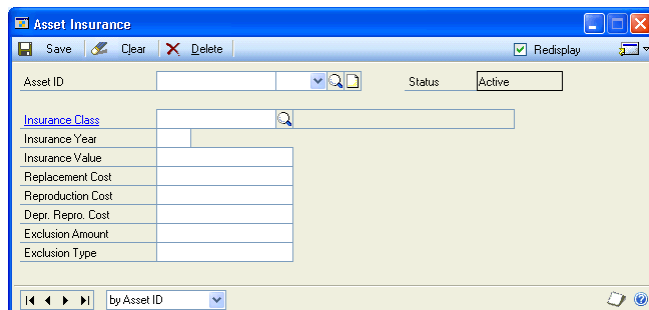 Asset Insurance
Save Clear Delete Redisplay
Asset ID Status Active
Insurance Class
Insurance Year
Insurance Value
Replacement Cost
Reproduction Cost
Depr. Repro. Cost
Exclusion Amount
Exclusion Type
by Asset ID